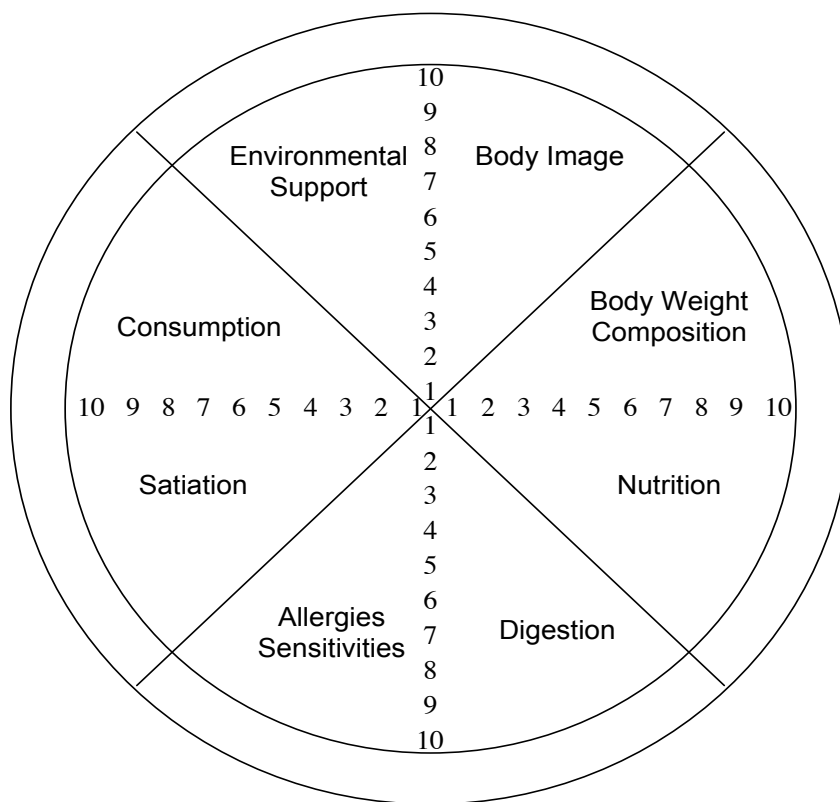 10
9
8
7
6
5
4
3
2
1
Environmental
Support
Body Image
Consumption
Body Weight
Composition
10 9 8 7 6 5 4 3 2 1 1 2 3 4 5 6 7 8 9 10
1
2
3
4
5
6
7
8
9
10
Satiation
Nutrition
Allergies
Sensitivities
Digestion